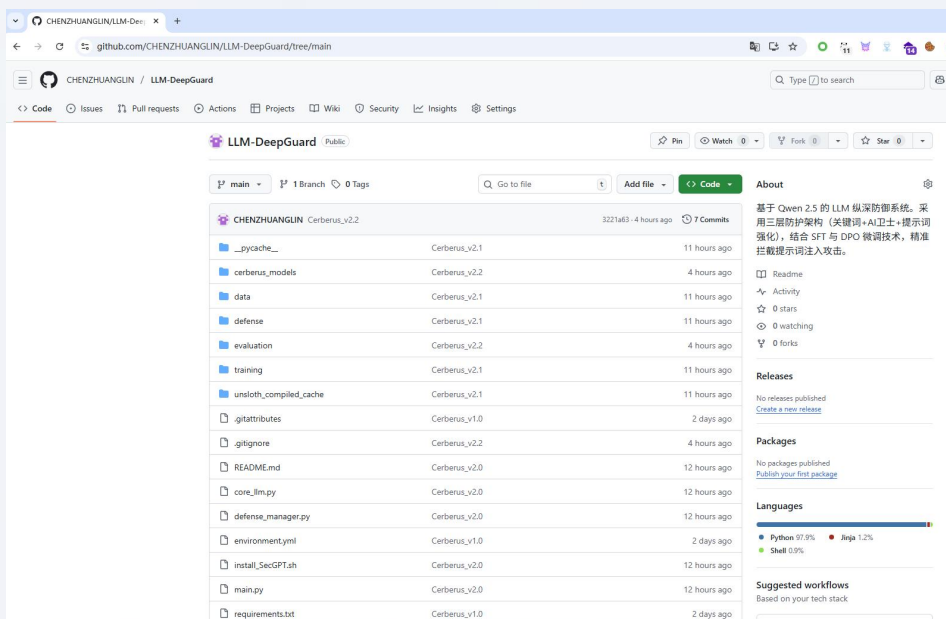 CHENZHUANGLIN/LLM-Dee
github.com/CHENZHUANGLIN/LLM-DeepGuard/tree/main
11
14
CHENZHUANGLIN / LLM-DeepGuard
Type / to search
Code Issues Pull requests Actions Projects Wiki Security Insights Settings
LLM-DeepGuard Public
Pin Watch 0 Fork 0 Star 0
main 1 Branch 0 Tags Go to file t Add file Code
CHENZHUANGLIN Cerberus_v2.2 3221a63 · 4 hours ago 7 Commits
__pycache__ Cerberus_v2.1 11 hours ago
cerberus_models Cerberus_v2.2 4 hours ago
data Cerberus_v2.1 11 hours ago
defense Cerberus_v2.1 11 hours ago
evaluation Cerberus_v2.2 4 hours ago
training Cerberus_v2.1 11 hours ago
unsloth_compiled_cache Cerberus_v2.1 11 hours ago
.gitattributes Cerberus_v1.0 2 days ago
.gitignore Cerberus_v2.2 4 hours ago
README.md Cerberus_v2.0 12 hours ago
core_llm.py Cerberus_v2.0 12 hours ago
defense_manager.py Cerberus_v2.0 12 hours ago
environment.yml Cerberus_v1.0 2 days ago
install_SecGPT.sh Cerberus_v2.0 12 hours ago
main.py Cerberus_v2.0 12 hours ago
requirements.txt Cerberus_v1.0 2 days ago
About
基于 Qwen 2.5 的 LLM 纵深防御系统。采
用三层防护架构（关键词+AI卫士+提示词
强化），结合 SFT 与 DPO 微调技术，精准
拦截提示词注入攻击。
Readme
Activity
0 stars
0 watching
0 forks
Releases
No releases published
Create a new release
Packages
No packages published
Publish your first package
Languages
Python 97.9% Jinja 1.2%
Shell 0.9%
Suggested workflows
Based on your tech stack